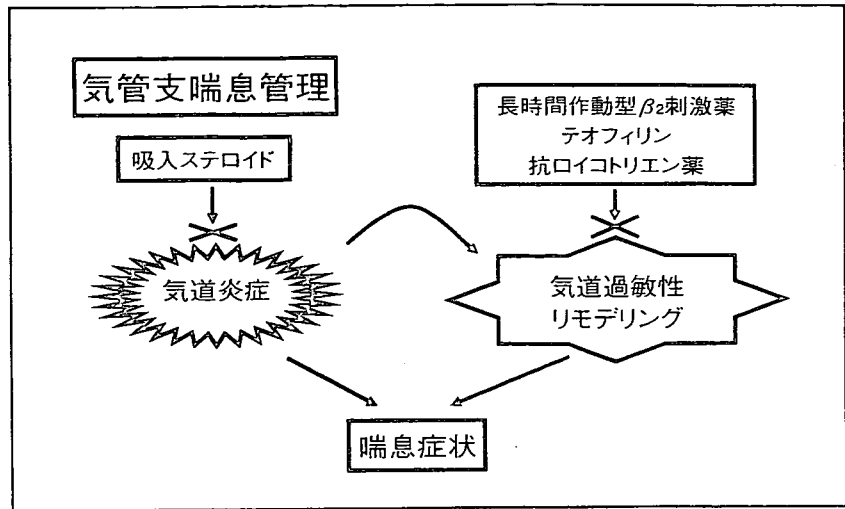 気管支喘息管理
吸入ステロイド
長時間作動型β₂刺激薬
テオフィリン
抗ロイコトリエン薬
気道炎症
気道過敏性
リモデリング
喘息症状